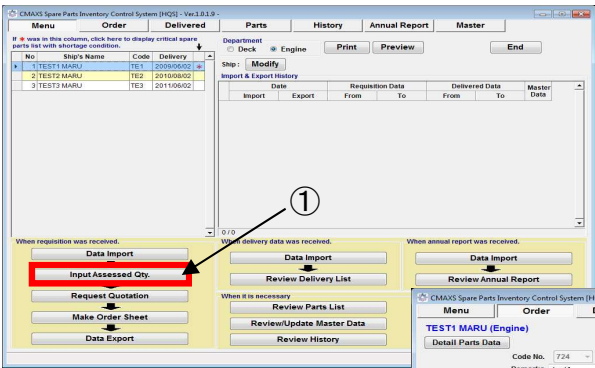 CMAXS Spare Parts Inventory Control System [HQS] - Ver.1.0.1.9 -
Menu Order Delivered Parts History Annual Report Master
If * was in this column, click here to display critical spare
parts list with shortage condition.
No Ship's Name Code Delivery
1 TEST1 MARU TE1 2009/06/02 *
2 TEST2 MARU TE2 2010/08/02
3 TEST3 MARU TE3 2011/06/02
Department
Deck Engine Print Preview End
Ship : Modify
Import & Export History
Date Requisition Data Delivered Data Master Data
Import Export From To From To
①
0 / 0
When requisition was received.
Data Import
Input Assessed Qty.
Request Quotation
Make Order Sheet
Data Export
When delivery data was received.
Data Import
Review Delivery List
When annual report was received.
Data Import
Review Annual Report
When it is necessary
Review Parts List
Review/Update Master Data
Review History
CMAXS Spare Parts Inventory Control System [H
Menu Order
TEST1 MARU (Engine)
Detail Parts Data
Code No. 724